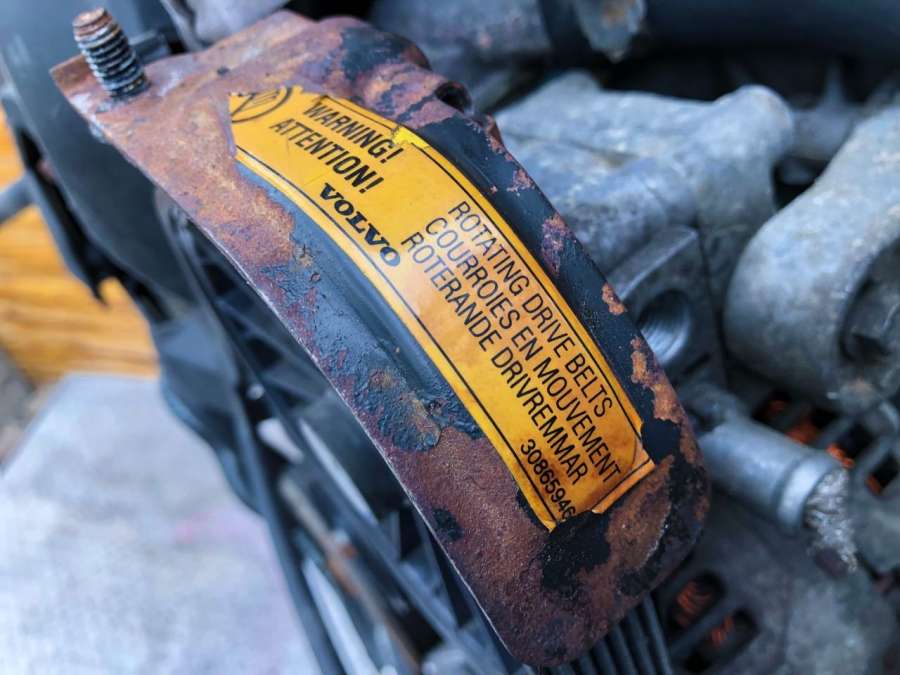 WARNING!
ATTENTION!
VOLVO
ROTATING DRIVE BELTS
COURROIES EN MOUVEMENT
ROTERANDE DRIVREMMAR
30865946